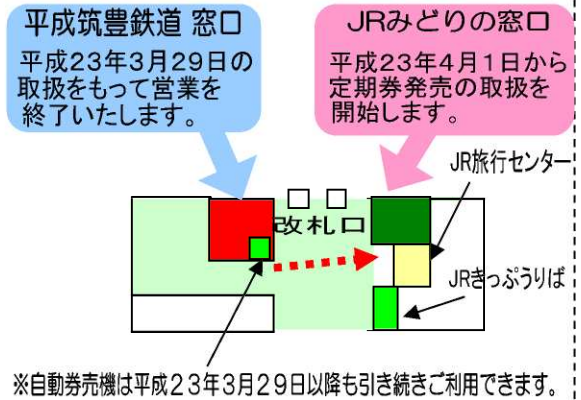 平成筑豊鉄道 窓口
平成23年3月29日の
取扱をもって営業を
終了いたします。
JRみどりの窓口
平成23年4月1日から
定期券発売の取扱を
開始します。
JR旅行センター
改札口
JRきっぷうりば
※自動券売機は平成23年3月29日以降も引き続きご利用できます。